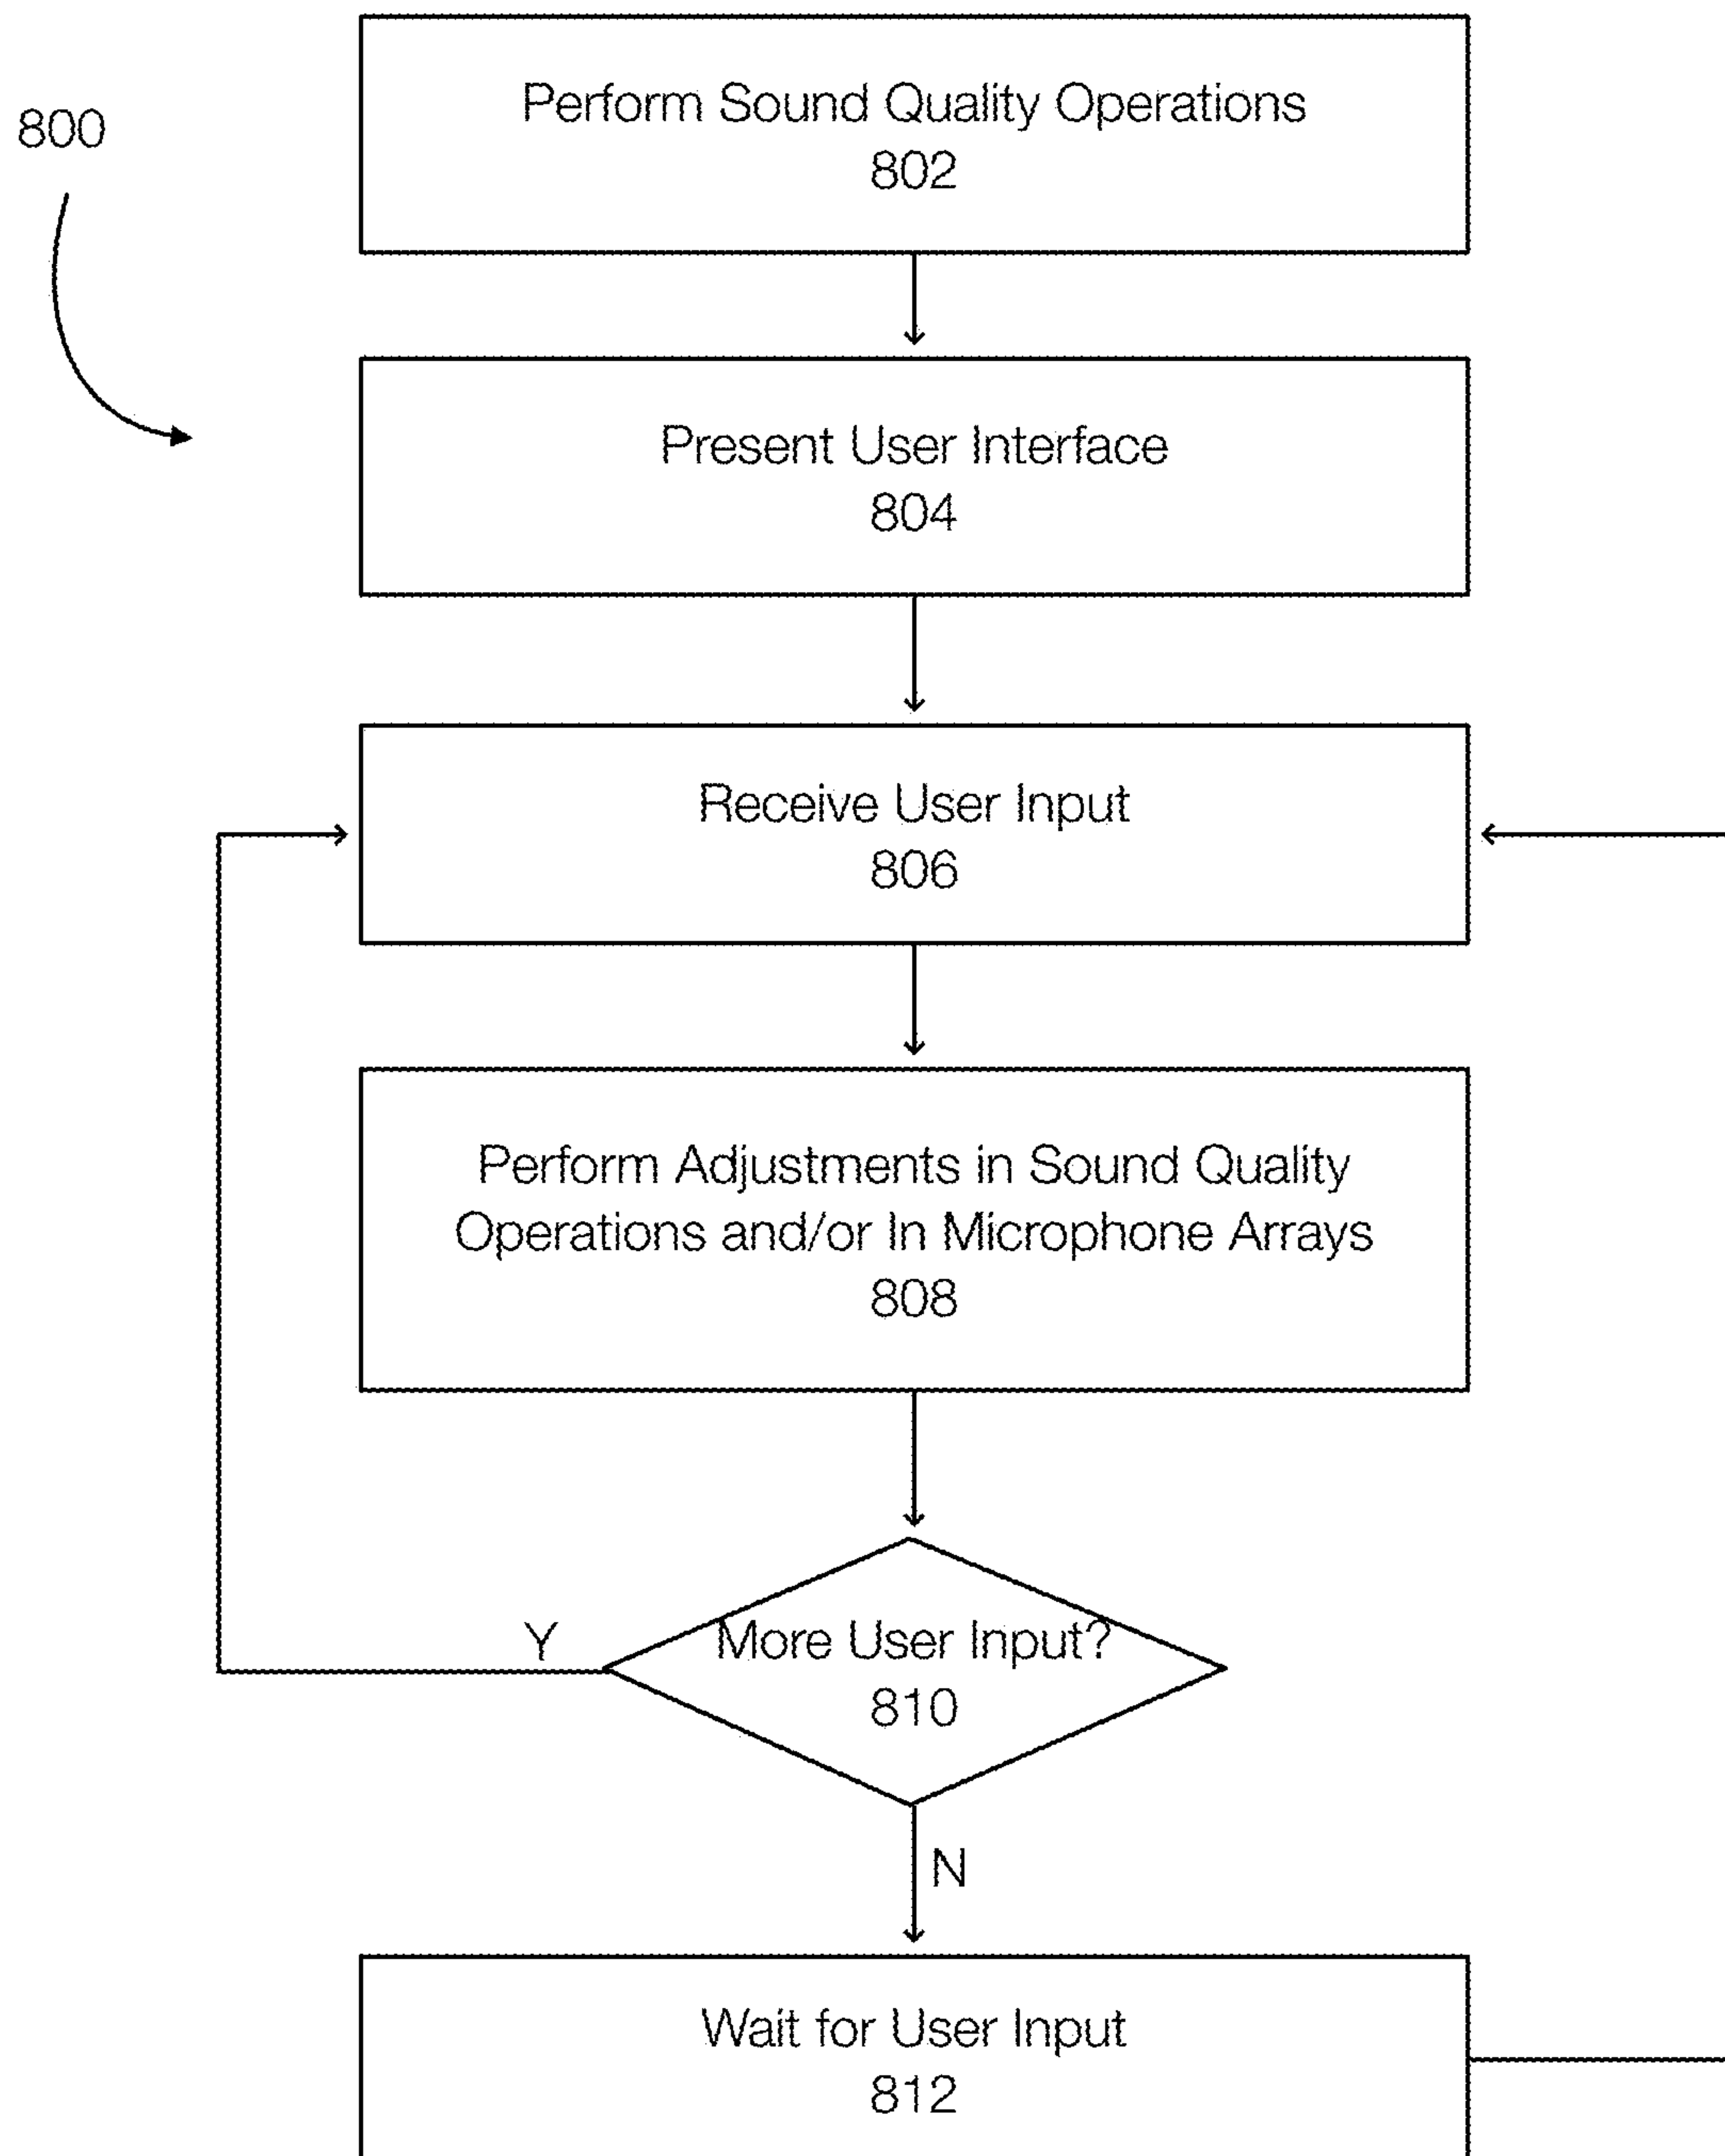 800
Perform Sound Quality Operations
802
Present User Interface
804
Receive User Input
806
Perform Adjustments in Sound Quality
Operations and/or In Microphone Arrays
808
More User Input?
810
Y
N
Wait for User Input
812